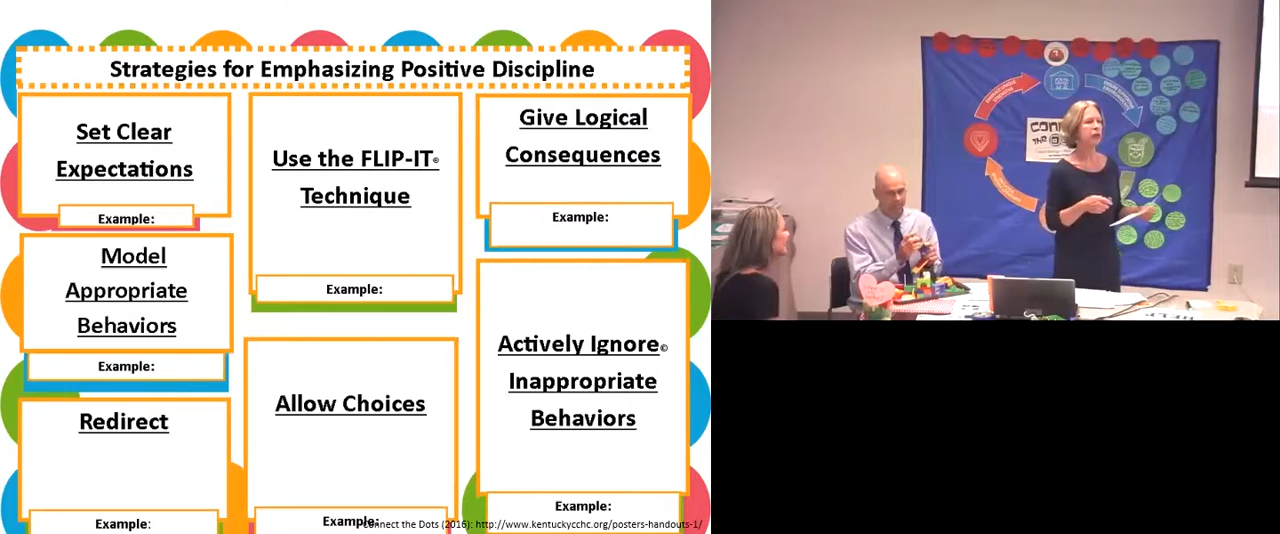 Strategies for Emphasizing Positive Discipline
Set Clear
Expectations
Example:
Model
Appropriate
Behaviors
Example:
Redirect
Example:
Use the FLIP-IT©
Technique
Example:
Allow Choices
Example:
Give Logical
Consequences
Example:
Actively Ignore©
Inappropriate
Behaviors
Example:
Connect the Dots (2016): http://www.kentuckycchc.org/posters-handouts-1/